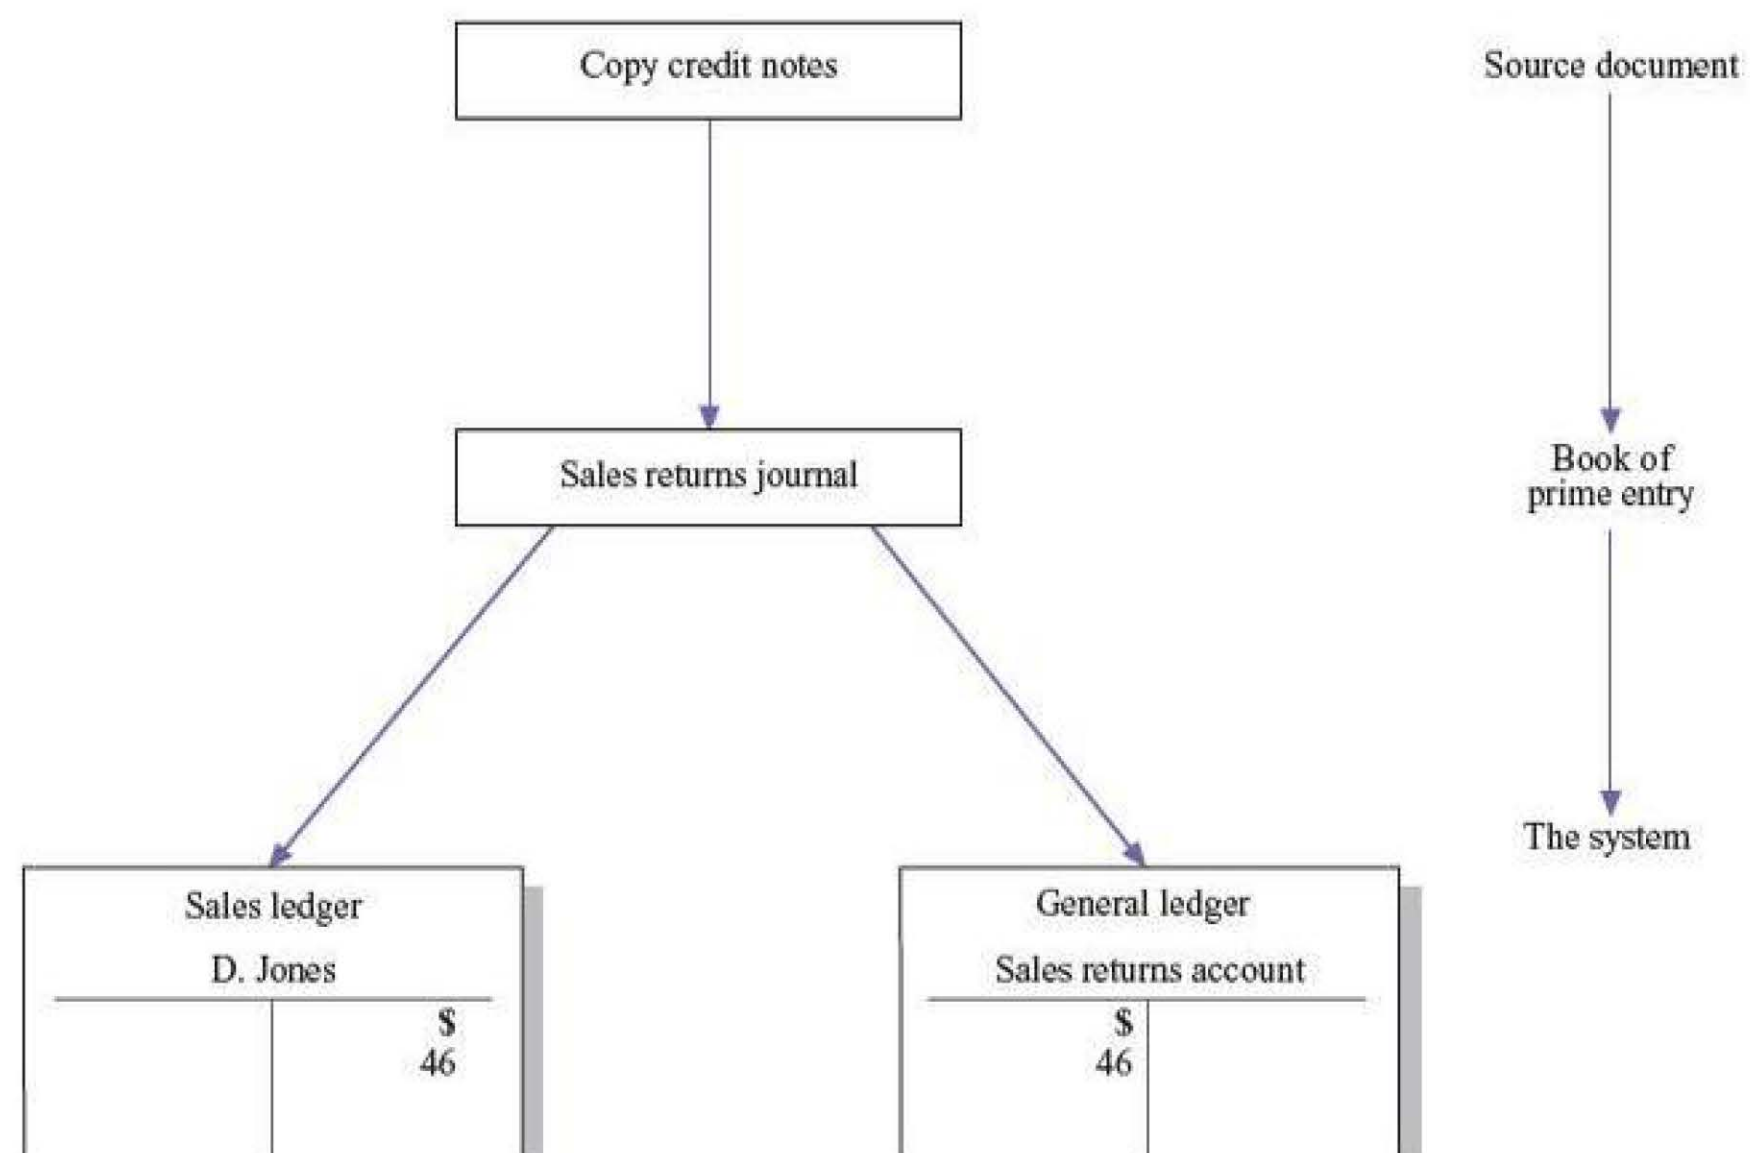 Copy credit notes
Source document
Sales returns journal
Book of
prime entry
The system
Sales ledger
D. Jones
$
46
General ledger
Sales returns account
$
46